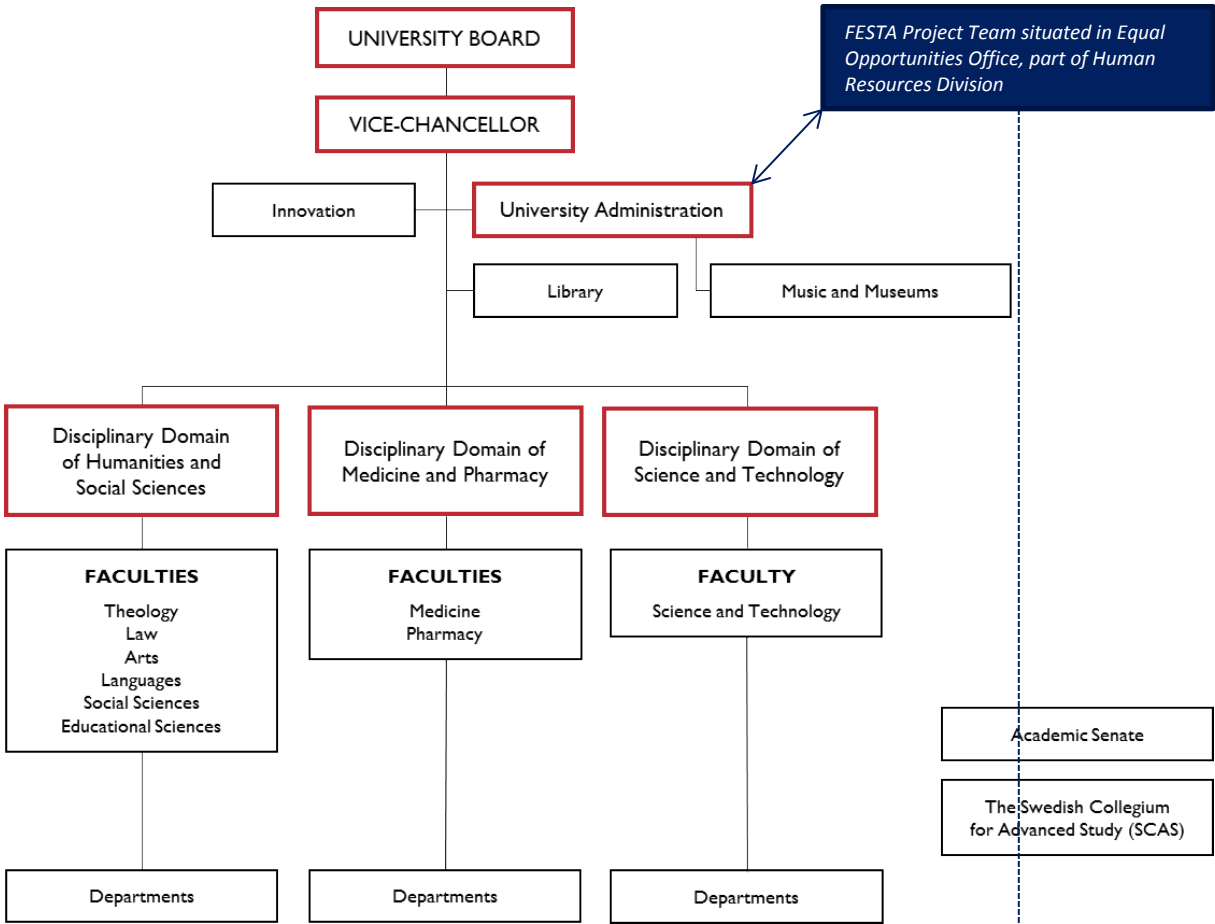 UNIVERSITY BOARD
FESTA Project Team situated in Equal
Opportunities Office, part of Human
Resources Division
VICE-CHANCELLOR
Innovation
University Administration
Library
Music and Museums
Disciplinary Domain
of Humanities and
Social Sciences
Disciplinary Domain of
Medicine and Pharmacy
Disciplinary Domain of
Science and Technology
FACULTIES
Theology
Law
Arts
Languages
Social Sciences
Educational Sciences
FACULTIES
Medicine
Pharmacy
FACULTY
Science and Technology
Academic Senate
The Swedish Collegium
for Advanced Study (SCAS)
Departments
Departments
Departments